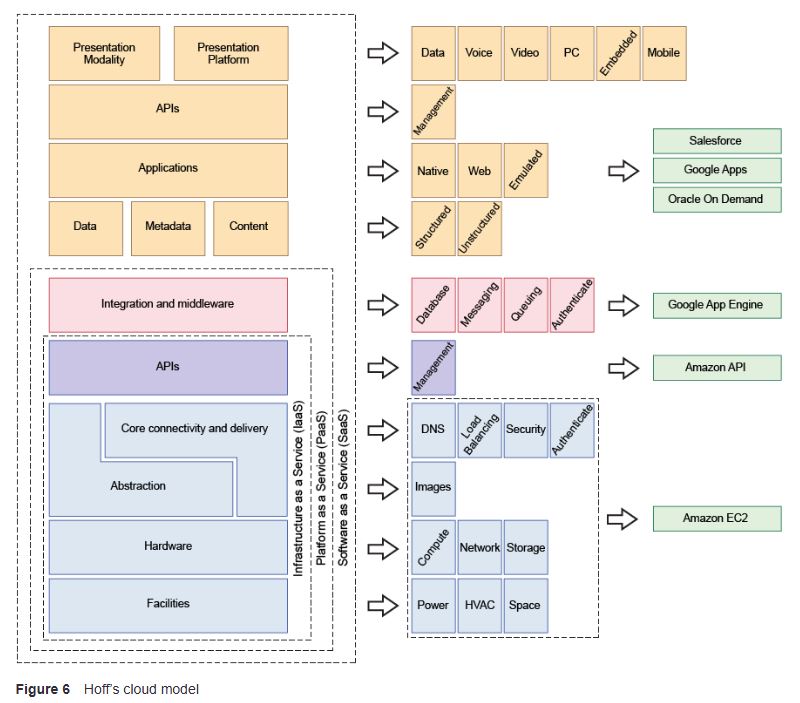 Presentation
Modality
Presentation
Platform
Data
Voice
Video
PC
Embedded
Mobile
APIs
Management
Applications
Native
Web
Emulated
Salesforce
Google Apps
Oracle On Demand
Data
Metadata
Content
Structured
Unstructured
Integration and middleware
Database
Messaging
Queuing
Authenticate
Google App Engine
APIs
Management
Amazon API
Core connectivity and delivery
DNS
Load
Balancing
Security
Authenticate
Abstraction
Images
Amazon EC2
Hardware
Compute
Network
Storage
Facilities
Power
HVAC
Space
Infrastructure as a Service (IaaS)
Platform as a Service (PaaS)
Software as a Service (SaaS)
Figure 6 Hoff's cloud model